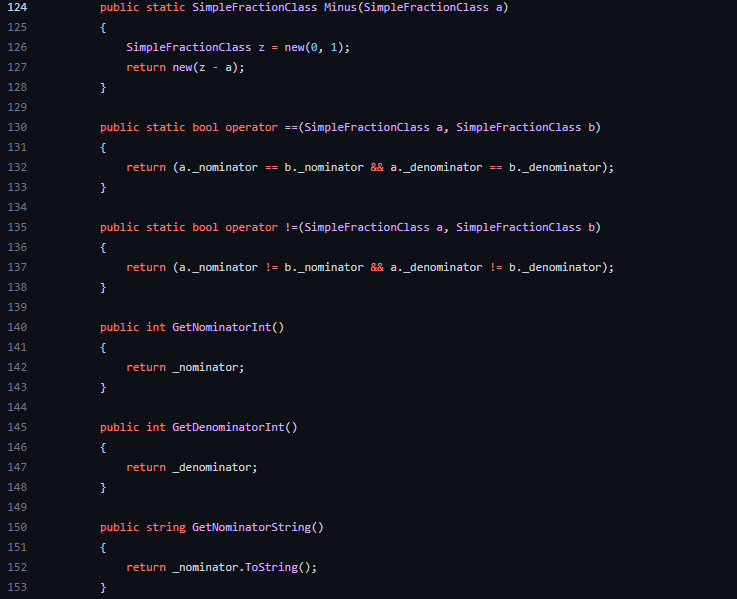 124 public static SimpleFractionClass Minus(SimpleFractionClass a)
125 {
126 SimpleFractionClass z = new(0, 1);
127 return new(z - a);
128 }
129
130 public static bool operator ==(SimpleFractionClass a, SimpleFractionClass b)
131 {
132 return (a._nominator == b._nominator && a._denominator == b._denominator);
133 }
134
135 public static bool operator !=(SimpleFractionClass a, SimpleFractionClass b)
136 {
137 return (a._nominator != b._nominator && a._denominator != b._denominator);
138 }
139
140 public int GetNominatorInt()
141 {
142 return _nominator;
143 }
144
145 public int GetDenominatorInt()
146 {
147 return _denominator;
148 }
149
150 public string GetNominatorString()
151 {
152 return _nominator.ToString();
153 }